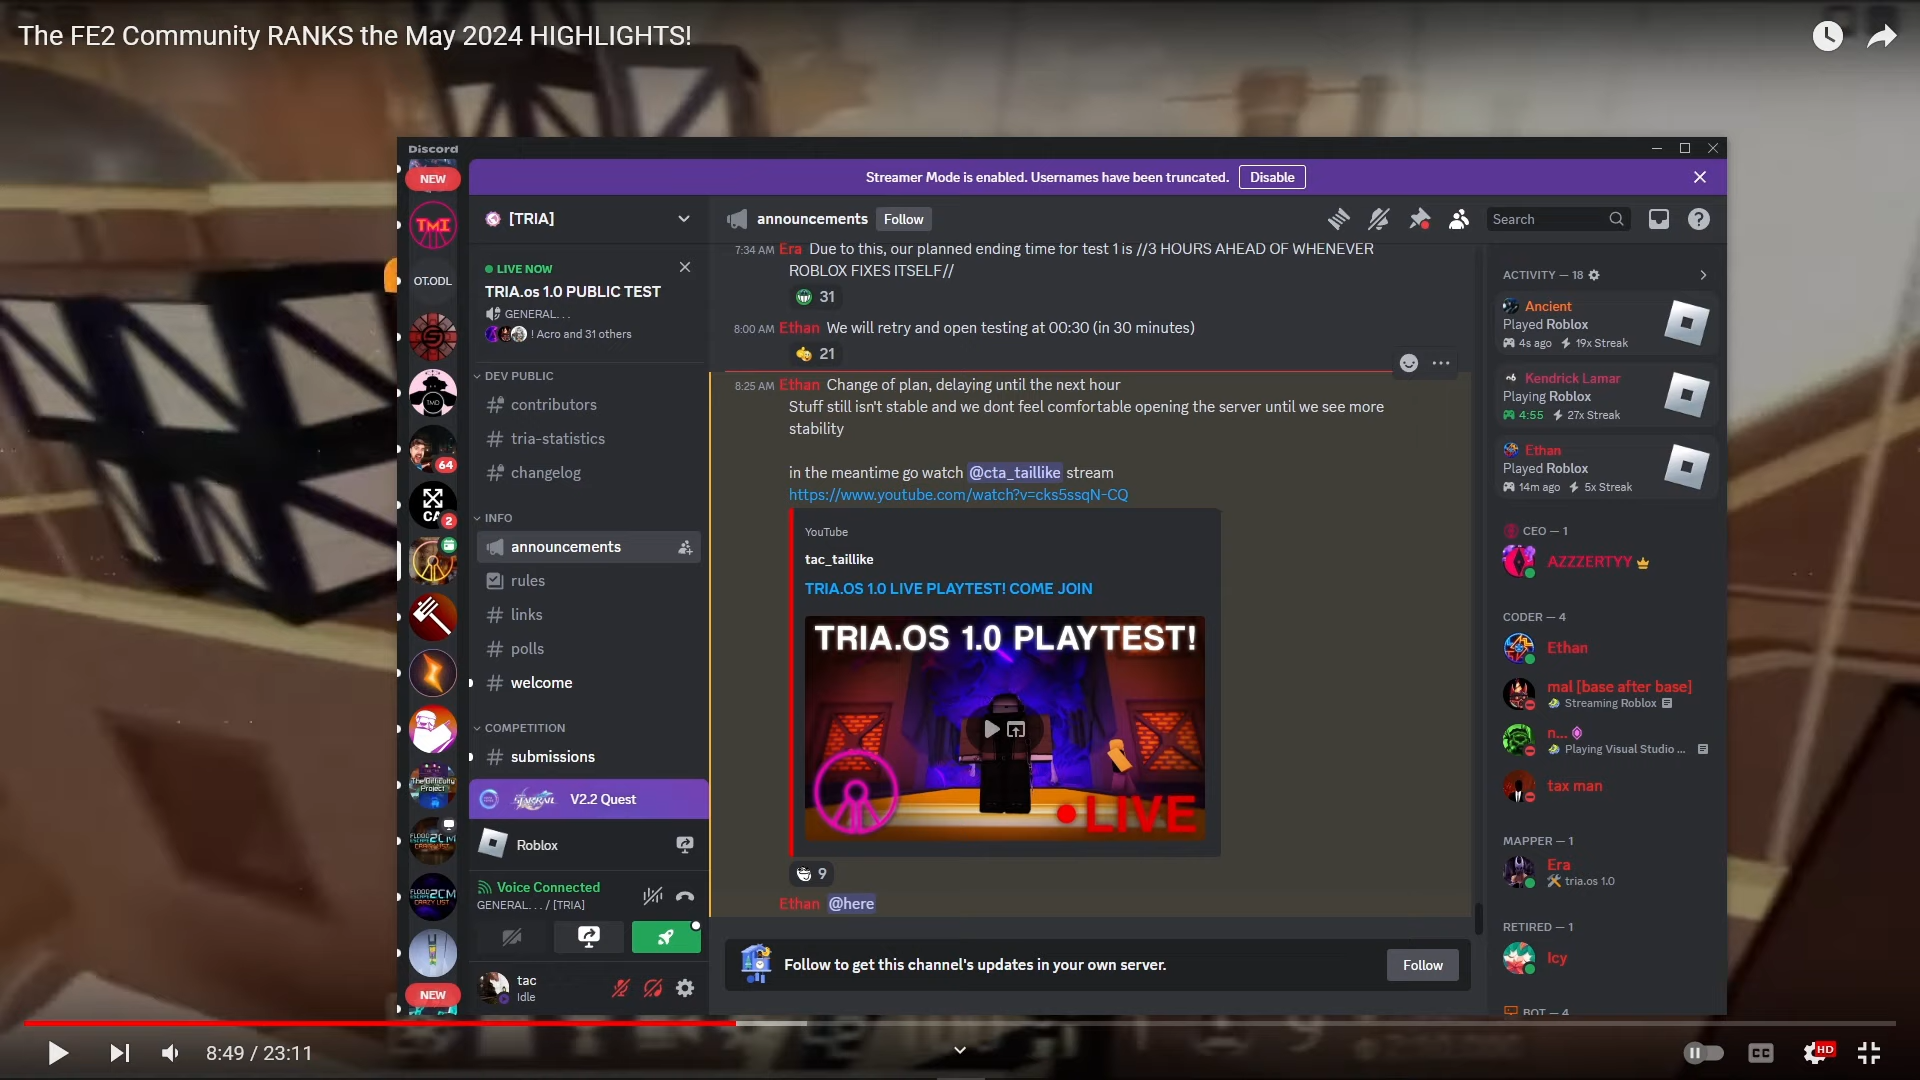 The FE2 Community RANKS the May 2024 HIGHLIGHTS!
Discord
NEW
Streamer Mode is enabled. Usernames have been truncated.
Disable
TMI
OT.ODL
64
CA
2
NEW
[TRIA]
LIVE NOW
TRIA.os 1.0 PUBLIC TEST
GENERAL...
! Acro and 31 others
DEV PUBLIC
contributors
tria-statistics
changelog
INFO
announcements
rules
links
polls
welcome
COMPETITION
submissions
V2.2 Quest
Roblox
Voice Connected
GENERAL... / [TRIA]
tac
Idle
announcements
Follow
Search
7:34 AM Era Due to this, our planned ending time for test 1 is //3 HOURS AHEAD OF WHENEVER
ROBLOX FIXES ITSELF//
31
8:00 AM Ethan We will retry and open testing at 00:30 (in 30 minutes)
21
8:25 AM Ethan Change of plan, delaying until the next hour
Stuff still isn't stable and we dont feel comfortable opening the server until we see more
stability
in the meantime go watch @cta_taillike stream
https://www.youtube.com/watch?v=cks5ssqN-CQ
YouTube
tac_taillike
TRIA.OS 1.0 LIVE PLAYTEST! COME JOIN
TRIA.OS 1.0 PLAYTEST!
LIVE
9
Ethan @here
Follow to get this channel's updates in your own server.
Follow
ACTIVITY — 18
Ancient
Played Roblox
4s ago 19x Streak
Kendrick Lamar
Playing Roblox
4:55 27x Streak
Ethan
Played Roblox
14m ago 5x Streak
CEO — 1
AZZZERTYY
CODER — 4
Ethan
mal [base after base]
Streaming Roblox
n...
Playing Visual Studio ...
tax man
MAPPER — 1
Era
tria.os 1.0
RETIRED — 1
Icy
BOT — 4
8:49 / 23:11
CC
HD